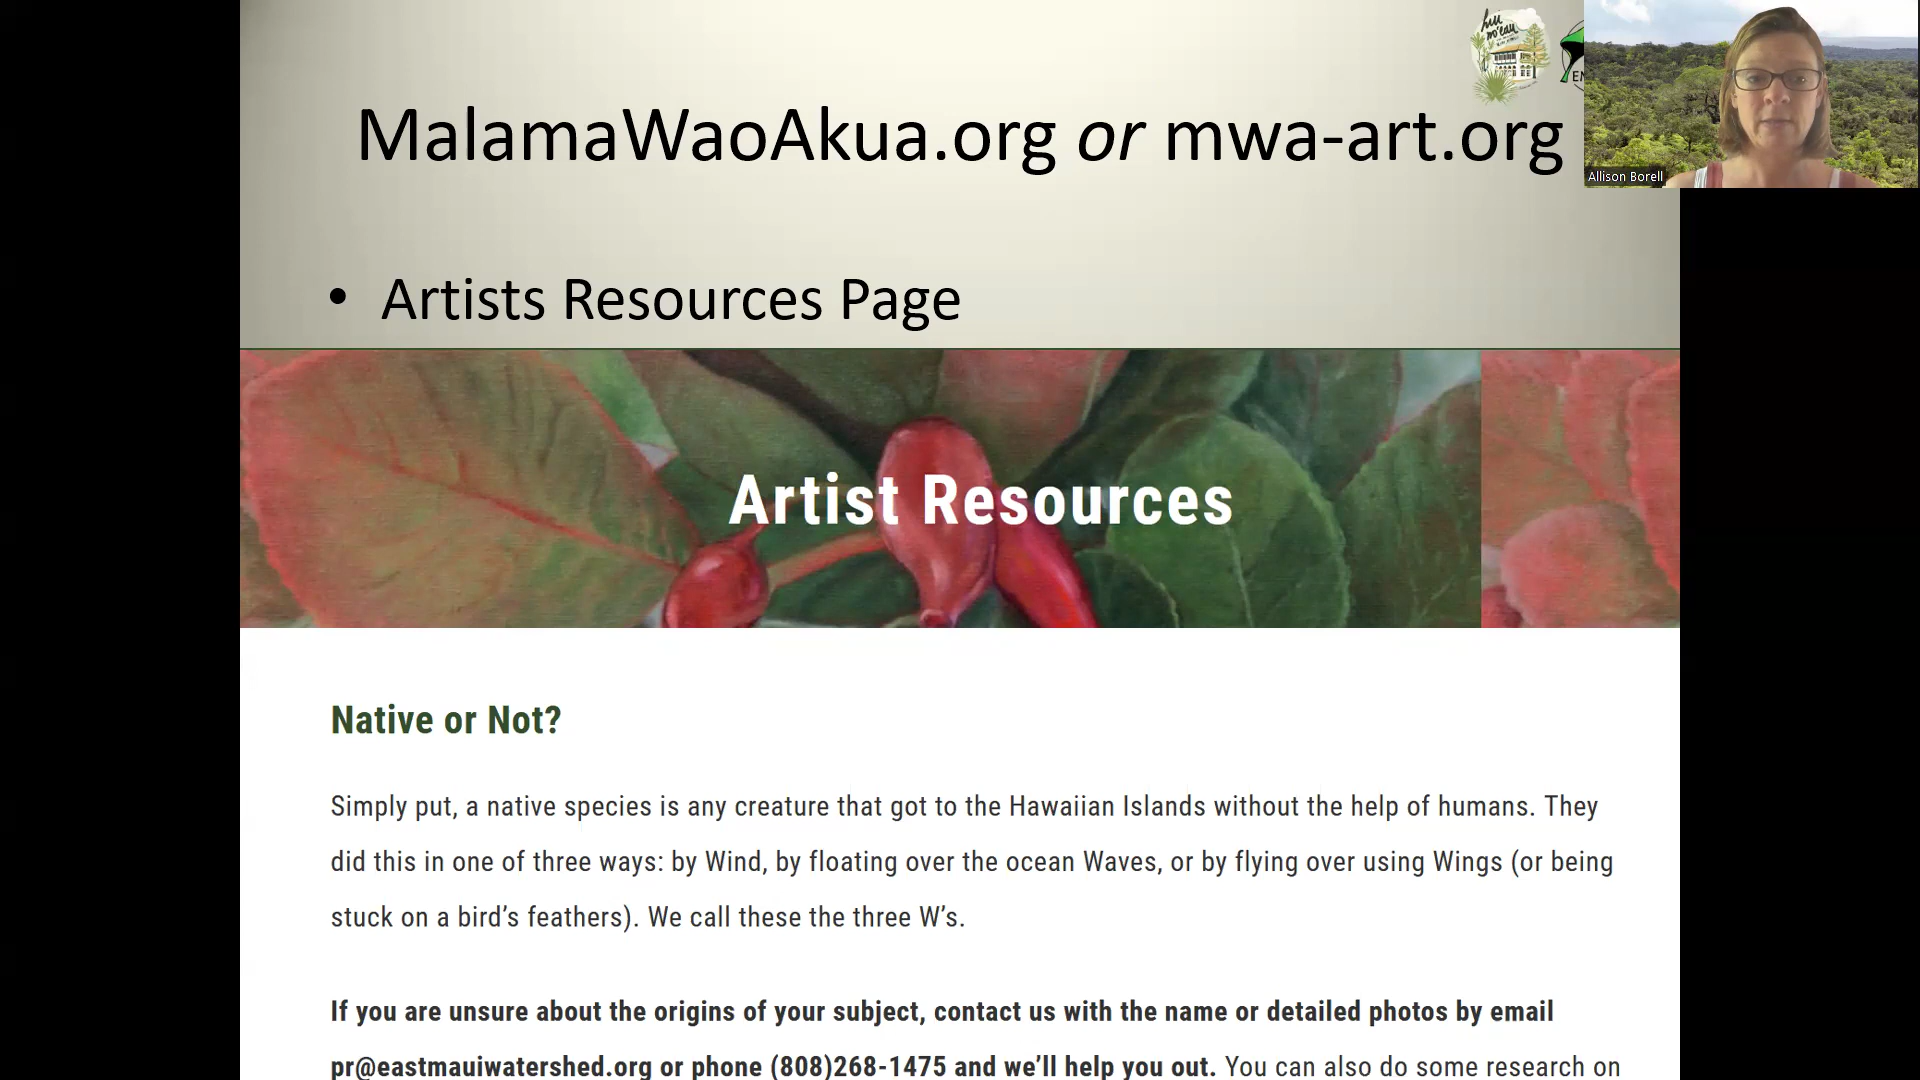 hui
no'eau
EN
MalamaWaoAkua.org or mwa-art.org
Allison Borell
• Artists Resources Page
Artist Resources
Native or Not?
Simply put, a native species is any creature that got to the Hawaiian Islands without the help of humans. They
did this in one of three ways: by Wind, by floating over the ocean Waves, or by flying over using Wings (or being
stuck on a bird’s feathers). We call these the three W’s.
If you are unsure about the origins of your subject, contact us with the name or detailed photos by email
pr@eastmauiwatershed.org or phone (808)268-1475 and we’ll help you out. You can also do some research on